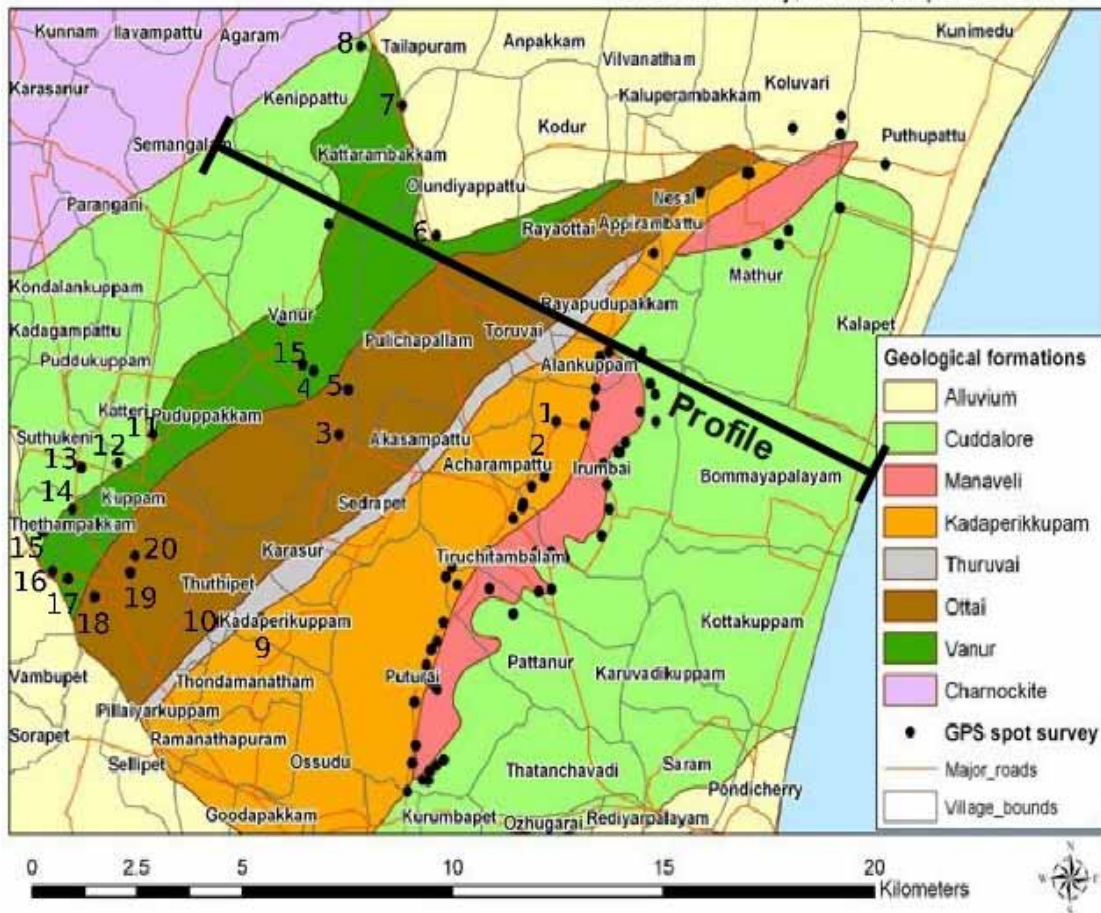 Kunnam Ilavampattu Agaram
8 Tailapuram Anpakkam Kunimedu
Vilvanatham
Karasanur Kenippattu Koluvari
7 Kaluperambakkam
Semangalam Kodur Puthupattu
Kattarambakkam
Olundiyappattu
Parangani Nesal
6 Rayaottai Appirambattu
Kondalankuppam Mathur
Rayapudupakkam
Vanur Kalapet
Kadagampattu Toruvai
Puddukuppam Pulichapallam
15 Alankuppam
4 5
Katteri Puduppakkam 1 Profile
Suthukeni 11 3 Akasampattu 2
13 12 Acharampattu Irumbai Bommayapalayam
14 Kuppam Sedrapet
Thethampakkam
15 20 Karasur Tiruchitambalam
16 Thuthipet
17 19
18 10 Kadaperikuppam Kottakuppam
9
Vambupet Thondamanatham Puturai Pattanur Karuvadikuppam
Pillaiyarkuppam
Sorapet Ramanathapuram
Sellipet Ossudu Thatanchavadi Saram
Pondicherry
Goodapakkam Kurumbapet Ozhugarai Rediyarpalayam
Geological formations
Alluvium
Cuddalore
Manaveli
Kadaperikkupam
Thuruvai
Ottai
Vanur
Charnockite
GPS spot survey
Major_roads
Village_bounds
0 2.5 5 10 15 20
Kilometers
N
W E
S